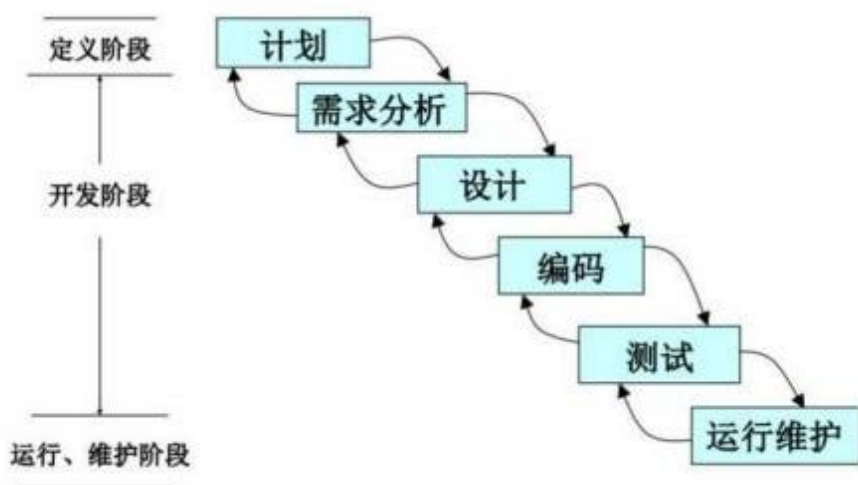 定义阶段
计划
需求分析
开发阶段
设计
编码
测试
运行维护
运行、维护阶段